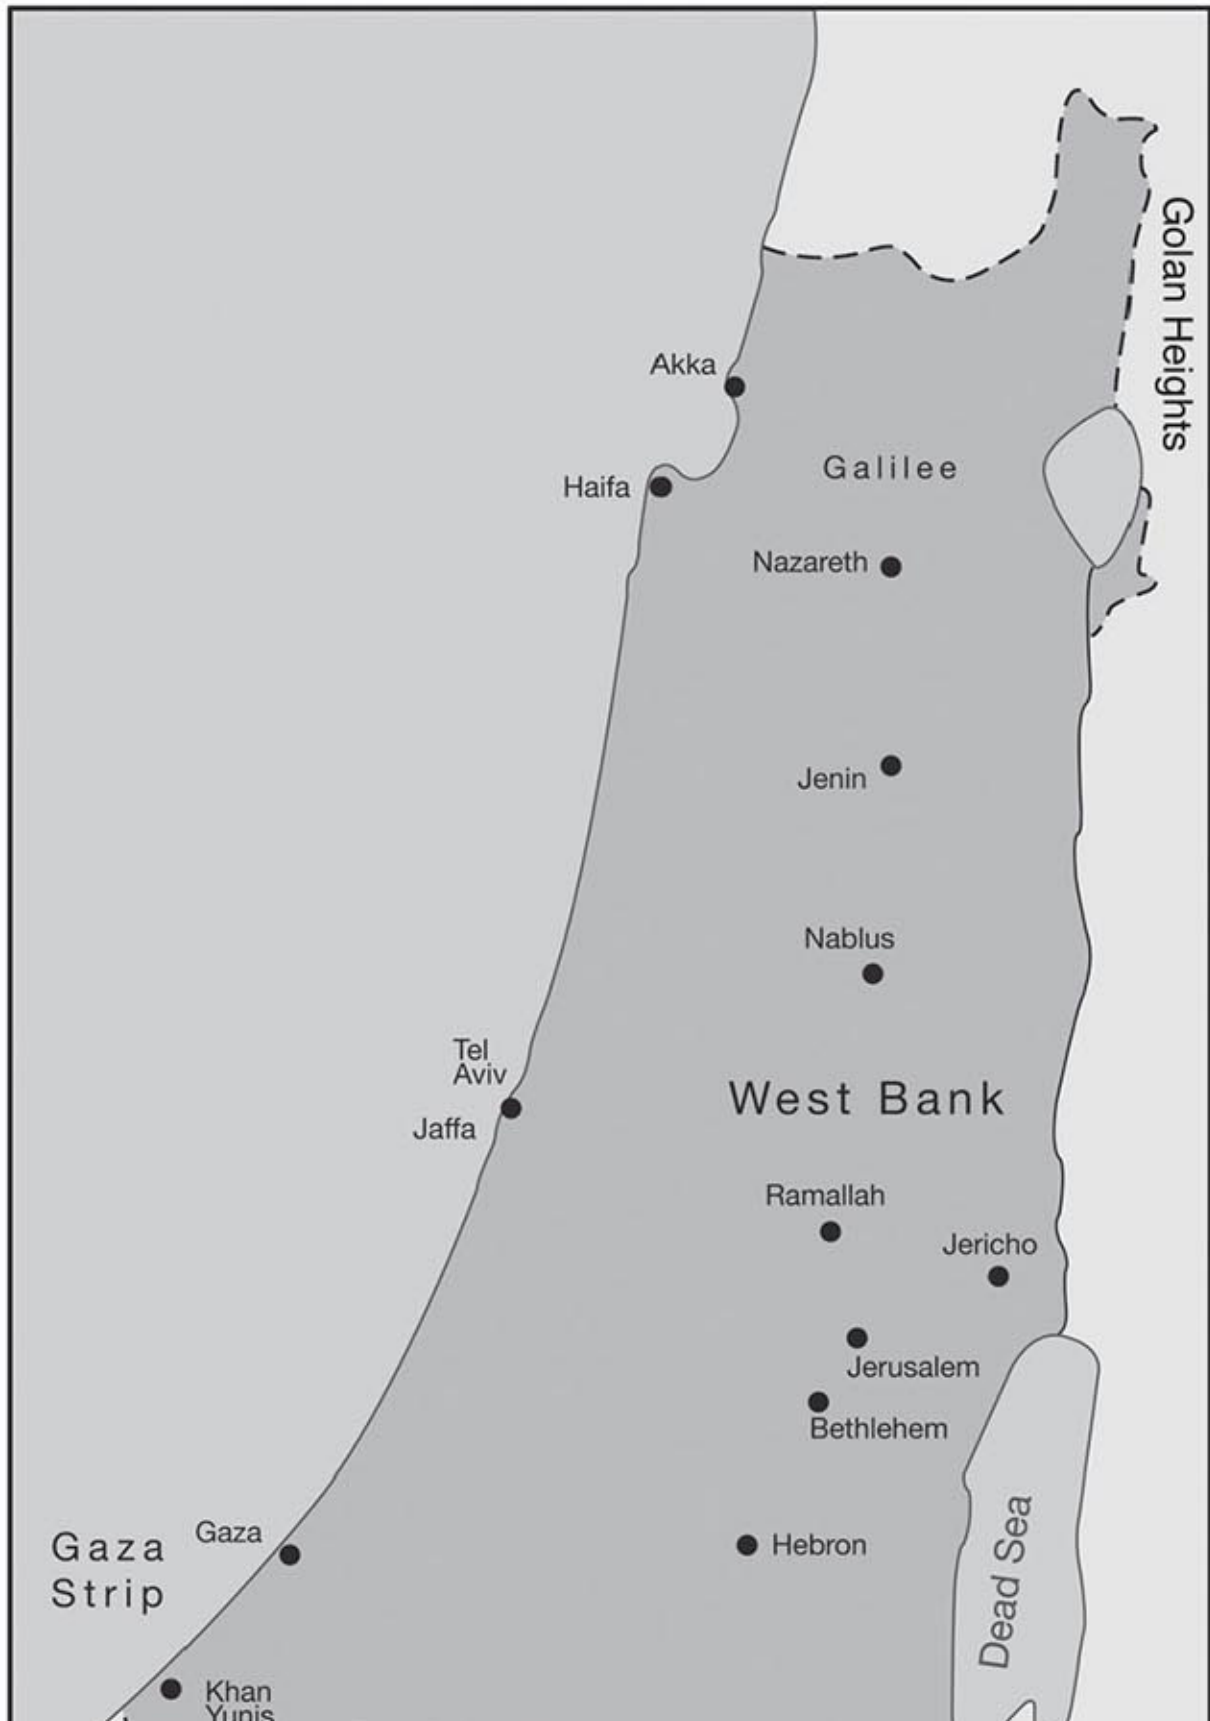 Golan Heights
Akka
Galilee
Haifa
Nazareth
Jenin
Nablus
Tel
Aviv
West Bank
Jaffa
Ramallah
Jericho
Jerusalem
Bethlehem
Gaza
Gaza
Strip
Hebron
Dead Sea
Khan
Yunis